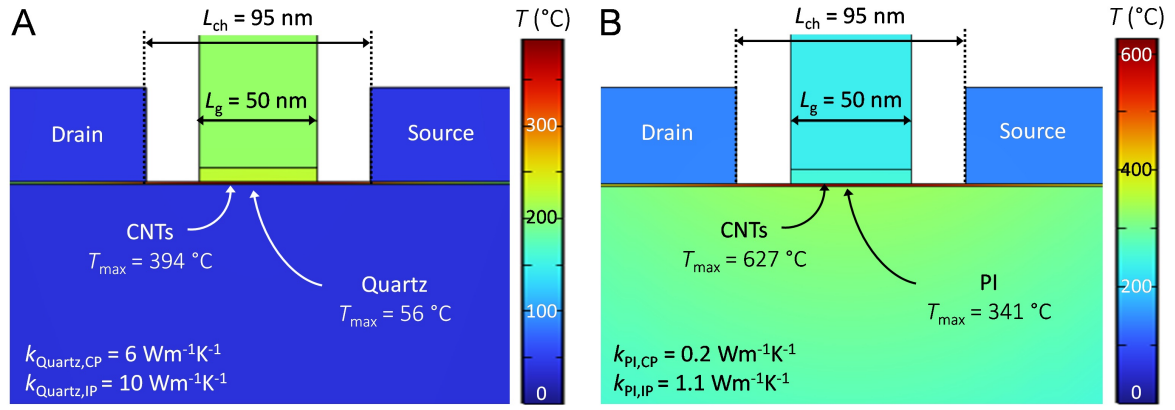 A
L_ch = 95 nm
T (°C)
L_g = 50 nm
Drain
Source
300
200
100
0
CNTs
T_max = 394 °C
Quartz
T_max = 56 °C
k_Quartz,CP = 6 Wm⁻¹K⁻¹
k_Quartz,IP = 10 Wm⁻¹K⁻¹
B
L_ch = 95 nm
T (°C)
600
L_g = 50 nm
Drain
Source
400
200
0
CNTs
T_max = 627 °C
PI
T_max = 341 °C
k_PI,CP = 0.2 Wm⁻¹K⁻¹
k_PI,IP = 1.1 Wm⁻¹K⁻¹